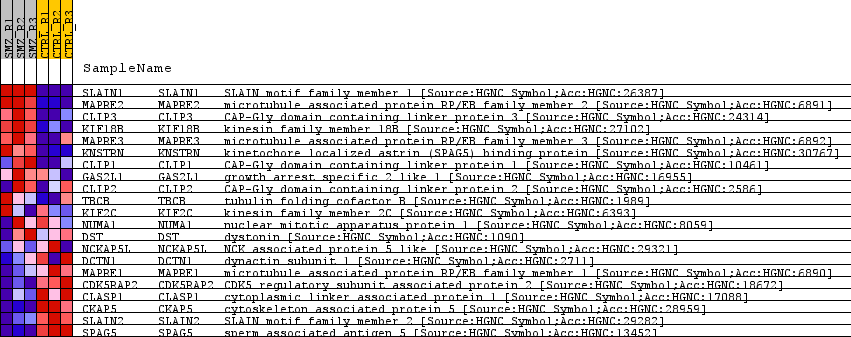 SMZ_R1 SMZ_R2 SMZ_R3 CTRL_R1 CTRL_R2 CTRL_R3
SampleName
SLAIN1 SLAIN1 SLAIN motif family member 1 [Source:HGNC Symbol;Acc:HGNC:26387]
MAPRE2 MAPRE2 microtubule associated protein RP/EB family member 2 [Source:HGNC Symbol;Acc:HGNC:6891]
CLIP3 CLIP3 CAP-Gly domain containing linker protein 3 [Source:HGNC Symbol;Acc:HGNC:24314]
KIF18B KIF18B kinesin family member 18B [Source:HGNC Symbol;Acc:HGNC:27102]
MAPRE3 MAPRE3 microtubule associated protein RP/EB family member 3 [Source:HGNC Symbol;Acc:HGNC:6892]
KNSTRN KNSTRN kinetochore localized astrin (SPAG5) binding protein [Source:HGNC Symbol;Acc:HGNC:30767]
CLIP1 CLIP1 CAP-Gly domain containing linker protein 1 [Source:HGNC Symbol;Acc:HGNC:10461]
GAS2L1 GAS2L1 growth arrest specific 2 like 1 [Source:HGNC Symbol;Acc:HGNC:16955]
CLIP2 CLIP2 CAP-Gly domain containing linker protein 2 [Source:HGNC Symbol;Acc:HGNC:2586]
TBCB TBCB tubulin folding cofactor B [Source:HGNC Symbol;Acc:HGNC:1989]
KIF2C KIF2C kinesin family member 2C [Source:HGNC Symbol;Acc:HGNC:6393]
NUMA1 NUMA1 nuclear mitotic apparatus protein 1 [Source:HGNC Symbol;Acc:HGNC:8059]
DST DST dystonin [Source:HGNC Symbol;Acc:HGNC:1090]
NCKAP5L NCKAP5L NCK associated protein 5 like [Source:HGNC Symbol;Acc:HGNC:29321]
DCTN1 DCTN1 dynactin subunit 1 [Source:HGNC Symbol;Acc:HGNC:2711]
MAPRE1 MAPRE1 microtubule associated protein RP/EB family member 1 [Source:HGNC Symbol;Acc:HGNC:6890]
CDK5RAP2 CDK5RAP2 CDK5 regulatory subunit associated protein 2 [Source:HGNC Symbol;Acc:HGNC:18672]
CLASP1 CLASP1 cytoplasmic linker associated protein 1 [Source:HGNC Symbol;Acc:HGNC:17088]
CKAP5 CKAP5 cytoskeleton associated protein 5 [Source:HGNC Symbol;Acc:HGNC:28959]
SLAIN2 SLAIN2 SLAIN motif family member 2 [Source:HGNC Symbol;Acc:HGNC:29282]
SPAG5 SPAG5 sperm associated antigen 5 [Source:HGNC Symbol;Acc:HGNC:13452]